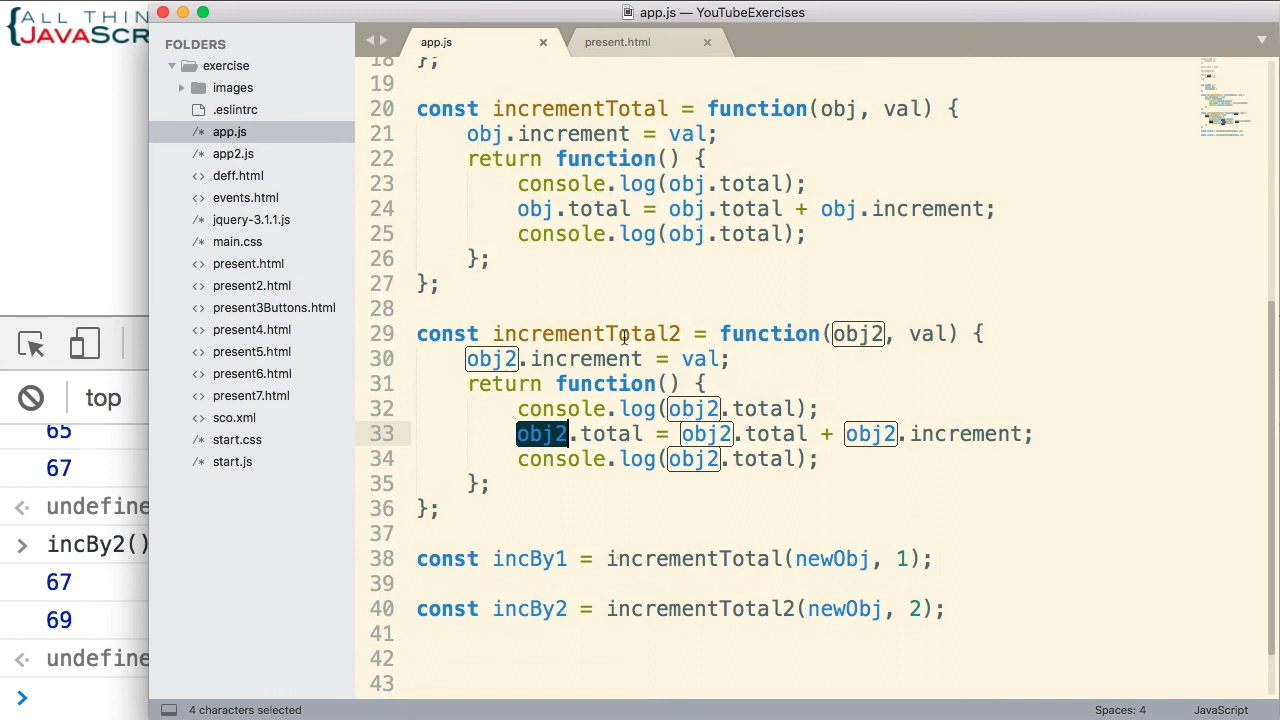 ALL THIN
JAVASCR
app.js — YouTubeExercises
FOLDERS
exercise
images
.eslintrc
/* app.js
/* app2.js
<> deff.html
<> events.html
/* jquery-3.1.1.js
/* main.css
<> present.html
<> present2.html
<> present3Buttons.html
<> present4.html
<> present5.html
<> present6.html
<> present7.html
<> sco.xml
/* start.css
/* start.js
app.js ×
present.html ×
18 };
19
20 const incrementTotal = function(obj, val) {
21 obj.increment = val;
22 return function() {
23 console.log(obj.total);
24 obj.total = obj.total + obj.increment;
25 console.log(obj.total);
26 };
27 };
28
29 const incrementTotal2 = function(obj2, val) {
30 obj2.increment = val;
31 return function() {
32 console.log(obj2.total);
33 obj2.total = obj2.total + obj2.increment;
34 console.log(obj2.total);
35 };
36 };
37
38 const incBy1 = incrementTotal(newObj, 1);
39
40 const incBy2 = incrementTotal2(newObj, 2);
41
42
43
top
65
67
undefine
> incBy2()
67
69
undefine
>
4 characters selected
Spaces: 4
JavaScript